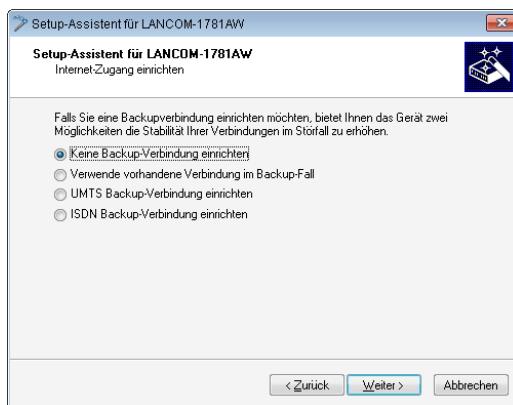 Setup-Assistent für LANCOM-1781AW
Setup-Assistent für LANCOM-1781AW
Internet-Zugang einrichten
Falls Sie eine Backupverbindung einrichten möchten, bietet Ihnen das Gerät zwei
Möglichkeiten die Stabilität Ihrer Verbindungen im Störfall zu erhöhen.
Keine Backup-Verbindung einrichten
Verwende vorhandene Verbindung im Backup-Fall
UMTS Backup-Verbindung einrichten
ISDN Backup-Verbindung einrichten
< Zurück
Weiter >
Abbrechen